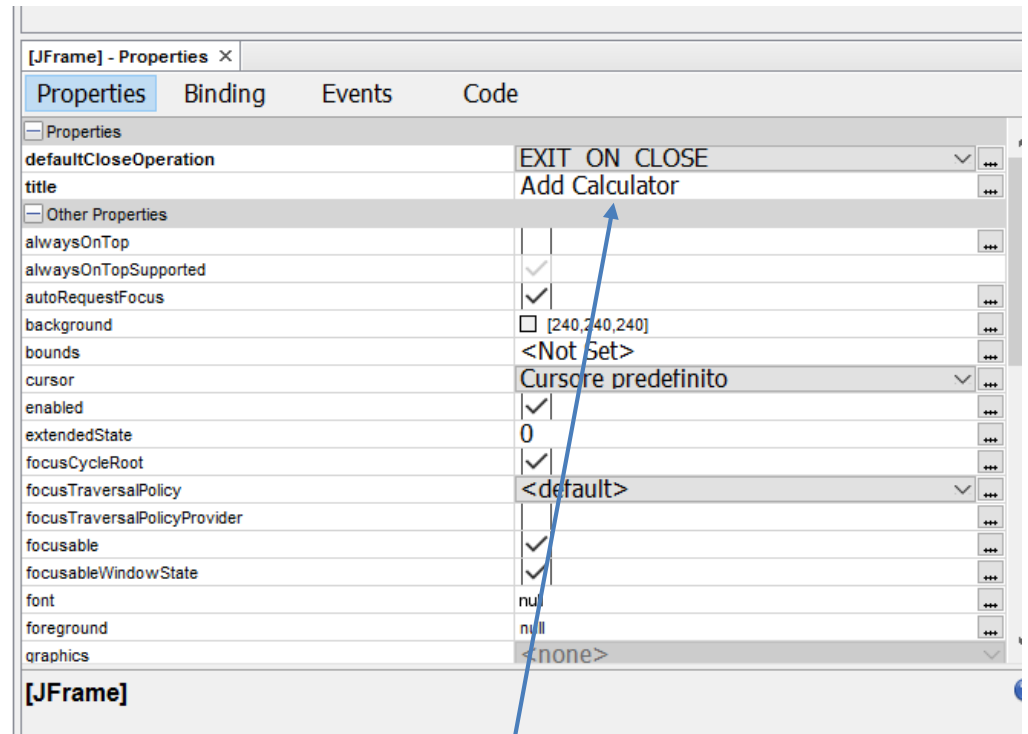 [JFrame] - Properties ×
Properties Binding Events Code
Properties
defaultCloseOperation EXIT_ON_CLOSE ...
title Add Calculator ...
Other Properties
alwaysOnTop ...
alwaysOnTopSupported
autoRequestFocus ...
background [240,240,240] ...
bounds <Not Set> ...
cursor Cursore predefinito ...
enabled ...
extendedState 0 ...
focusCycleRoot ...
focusTraversalPolicy <default> ...
focusTraversalPolicyProvider ...
focusable ...
focusableWindowState ...
font null ...
foreground null ...
graphics <none>
[JFrame]